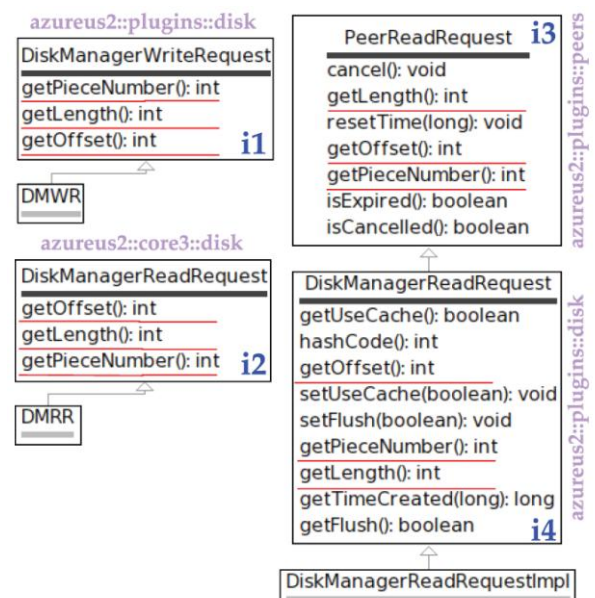 azureus2::plugins::disk
DiskManagerWriteRequest
getPieceNumber(): int
getLength(): int
getOffset(): int
i1
DMWR
azureus2::core3::disk
DiskManagerReadRequest
getOffset(): int
getLength(): int
getPieceNumber(): int
i2
DMRR
PeerReadRequest
i3
cancel(): void
getLength(): int
resetTime(long): void
getOffset(): int
getPieceNumber(): int
isExpired(): boolean
isCancelled(): boolean
azureus2::plugins::peers
DiskManagerReadRequest
getUseCache(): boolean
hashCode(): int
getOffset(): int
setUseCache(boolean): void
setFlush(boolean): void
getPieceNumber(): int
getLength(): int
getTimeCreated(long): long
getFlush(): boolean
i4
azureus2::plugins::disk
DiskManagerReadRequestImpl